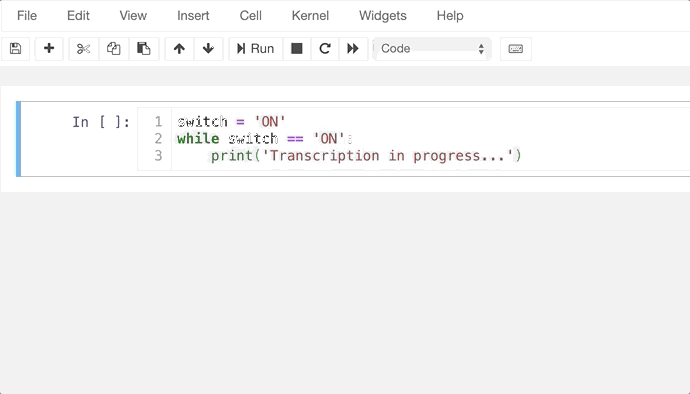 File Edit View Insert Cell Kernel Widgets Help
Run Code
In [ ]:
1 switch = 'ON'
2 while switch == 'ON':
3     print('Transcription in progress...')